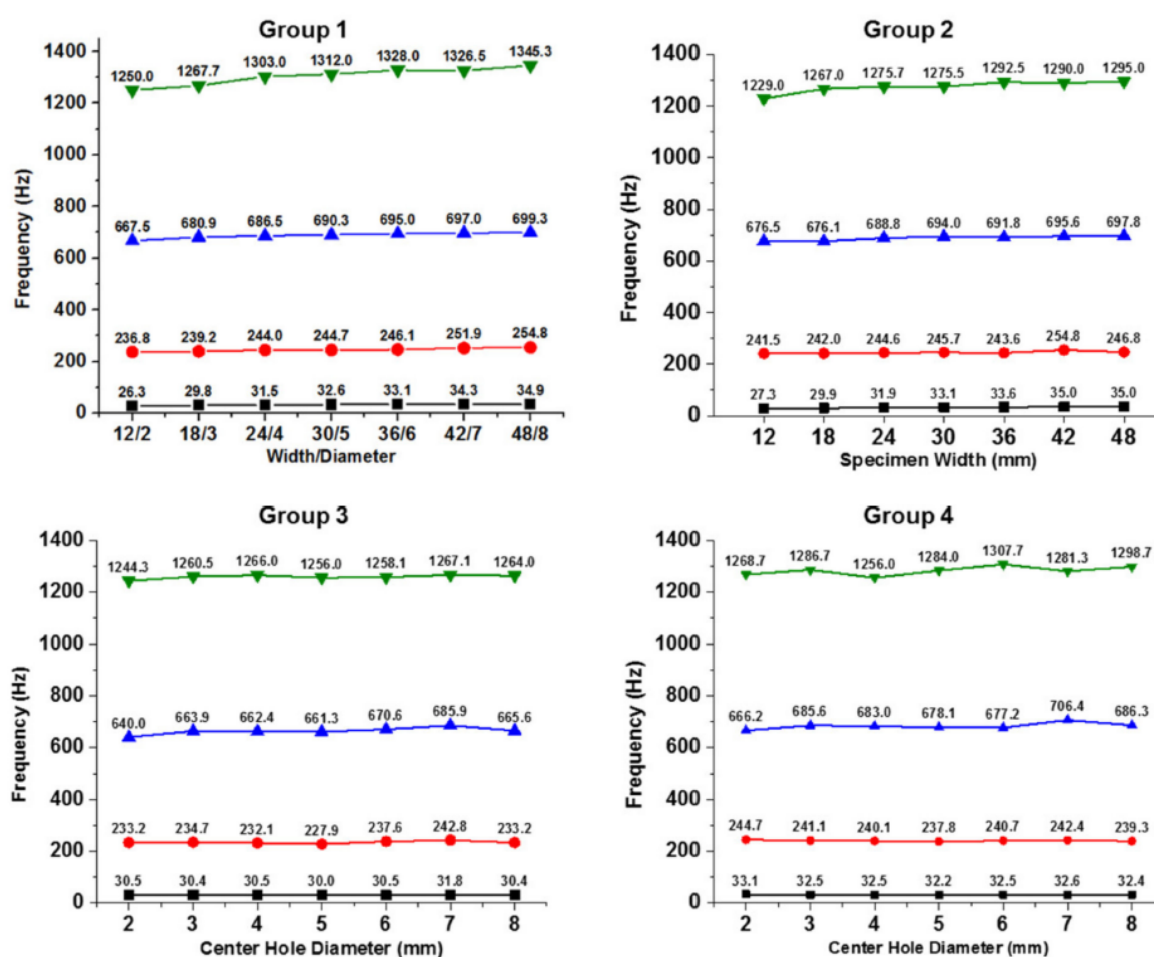 Group 1
1400
1200
1000
800
600
400
200
0
Frequency (Hz)
1250.0 1267.7 1303.0 1312.0 1328.0 1326.5 1345.3
667.5 680.9 686.5 690.3 695.0 697.0 699.3
236.8 239.2 244.0 244.7 246.1 251.9 254.8
26.3 29.8 31.5 32.6 33.1 34.3 34.9
12/2 18/3 24/4 30/5 36/6 42/7 48/8
Width/Diameter
Group 2
1400
1200
1000
800
600
400
200
0
Frequency (Hz)
1229.0 1267.0 1275.7 1275.5 1292.5 1290.0 1295.0
676.5 676.1 688.8 694.0 691.8 695.6 697.8
241.5 242.0 244.6 245.7 243.6 254.8 246.8
27.3 29.9 31.9 33.1 33.6 35.0 35.0
12 18 24 30 36 42 48
Specimen Width (mm)
Group 3
1400
1200
1000
800
600
400
200
0
Frequency (Hz)
1244.3 1260.5 1266.0 1256.0 1258.1 1267.1 1264.0
640.0 663.9 662.4 661.3 670.6 685.9 665.6
233.2 234.7 232.1 227.9 237.6 242.8 233.2
30.5 30.4 30.5 30.0 30.5 31.8 30.4
2 3 4 5 6 7 8
Center Hole Diameter (mm)
Group 4
1400
1200
1000
800
600
400
200
0
Frequency (Hz)
1268.7 1286.7 1256.0 1284.0 1307.7 1281.3 1298.7
666.2 685.6 683.0 678.1 677.2 706.4 686.3
244.7 241.1 240.1 237.8 240.7 242.4 239.3
33.1 32.5 32.5 32.2 32.5 32.6 32.4
2 3 4 5 6 7 8
Center Hole Diameter (mm)